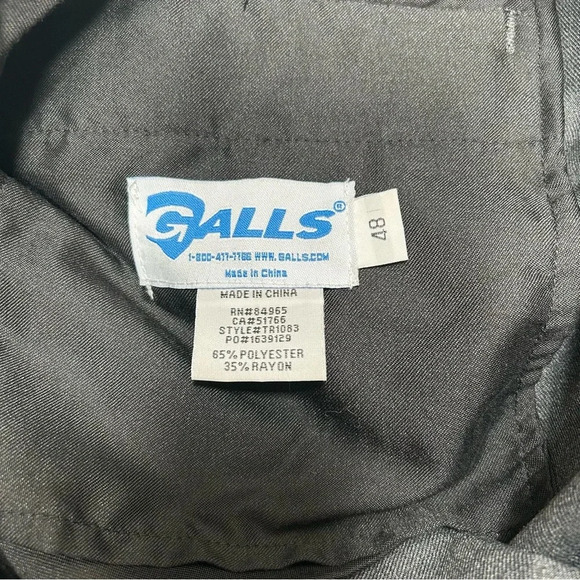 GALLS®
1-800-477-7766 WWW.GALLS.COM
Made in China
48
MADE IN CHINA
RN#84965
CA#51766
STYLE#TR1083
PO#1639129
65% POLYESTER
35% RAYON